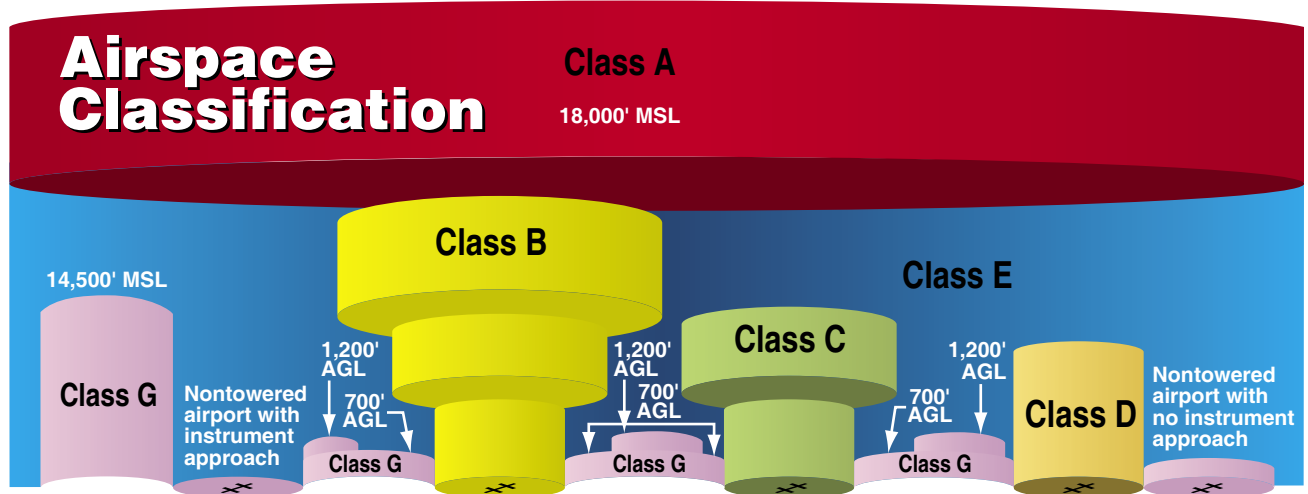 Airspace
Classification
Class A
18,000' MSL
Class B
Class E
14,500' MSL
Class C
1,200'
AGL
1,200'
AGL
1,200'
AGL
Class G
Nontowered
airport with
instrument
approach
700'
AGL
700'
AGL
700'
AGL
Class D
Nontowered
airport with
no instrument
approach
Class G
Class G
Class G